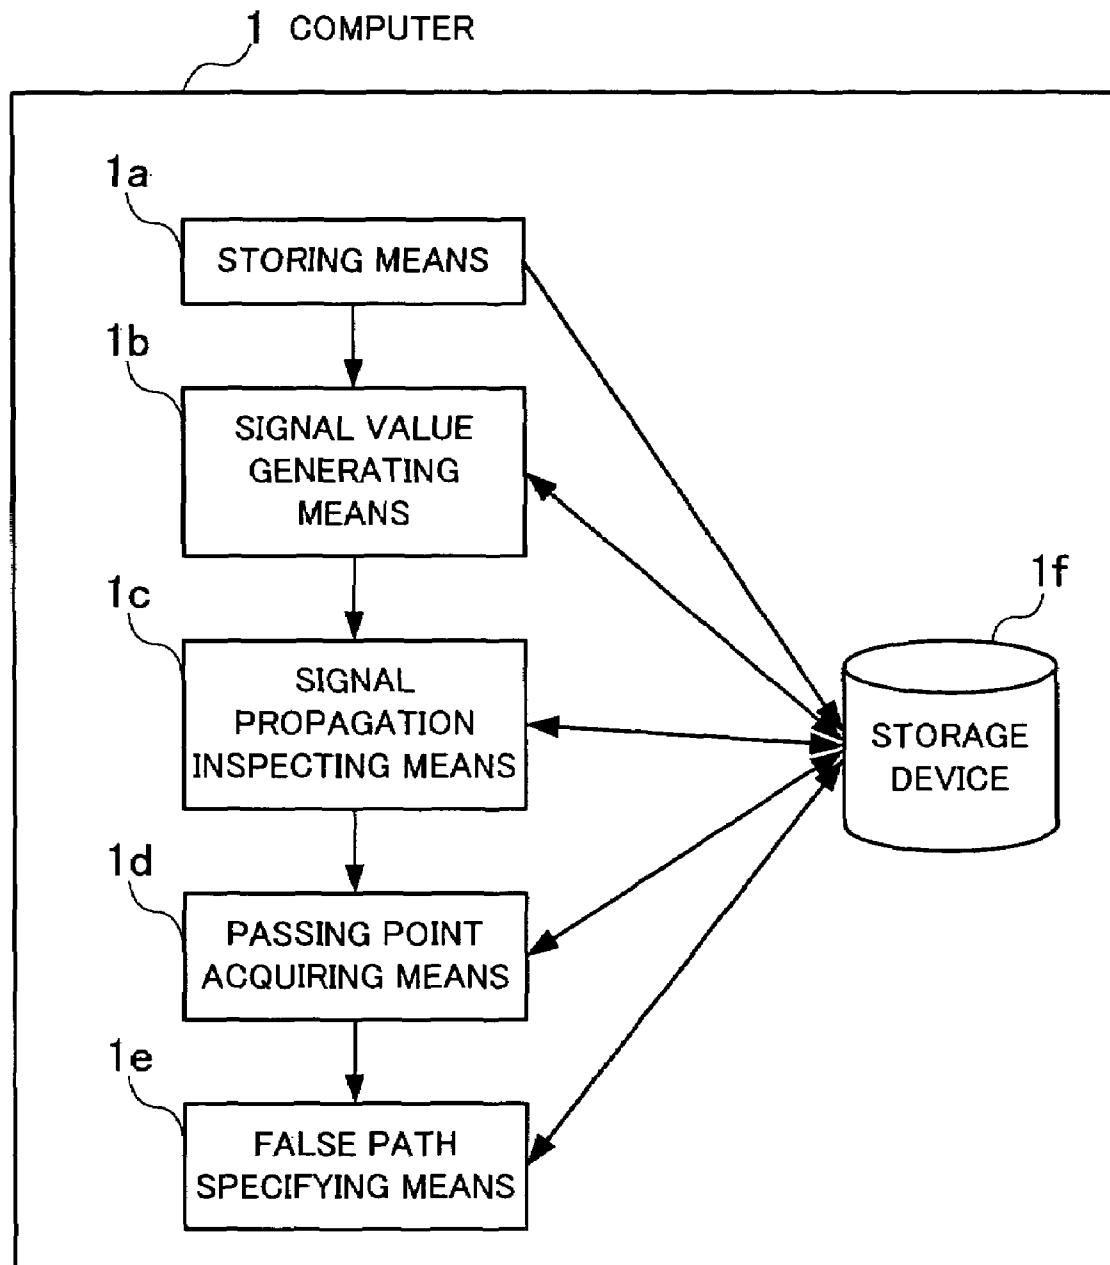 1 COMPUTER
1a
STORING MEANS
1b
SIGNAL VALUE
GENERATING
MEANS
1c
SIGNAL
PROPAGATION
INSPECTING MEANS
1f
STORAGE
DEVICE
1d
PASSING POINT
ACQUIRING MEANS
1e
FALSE PATH
SPECIFYING MEANS